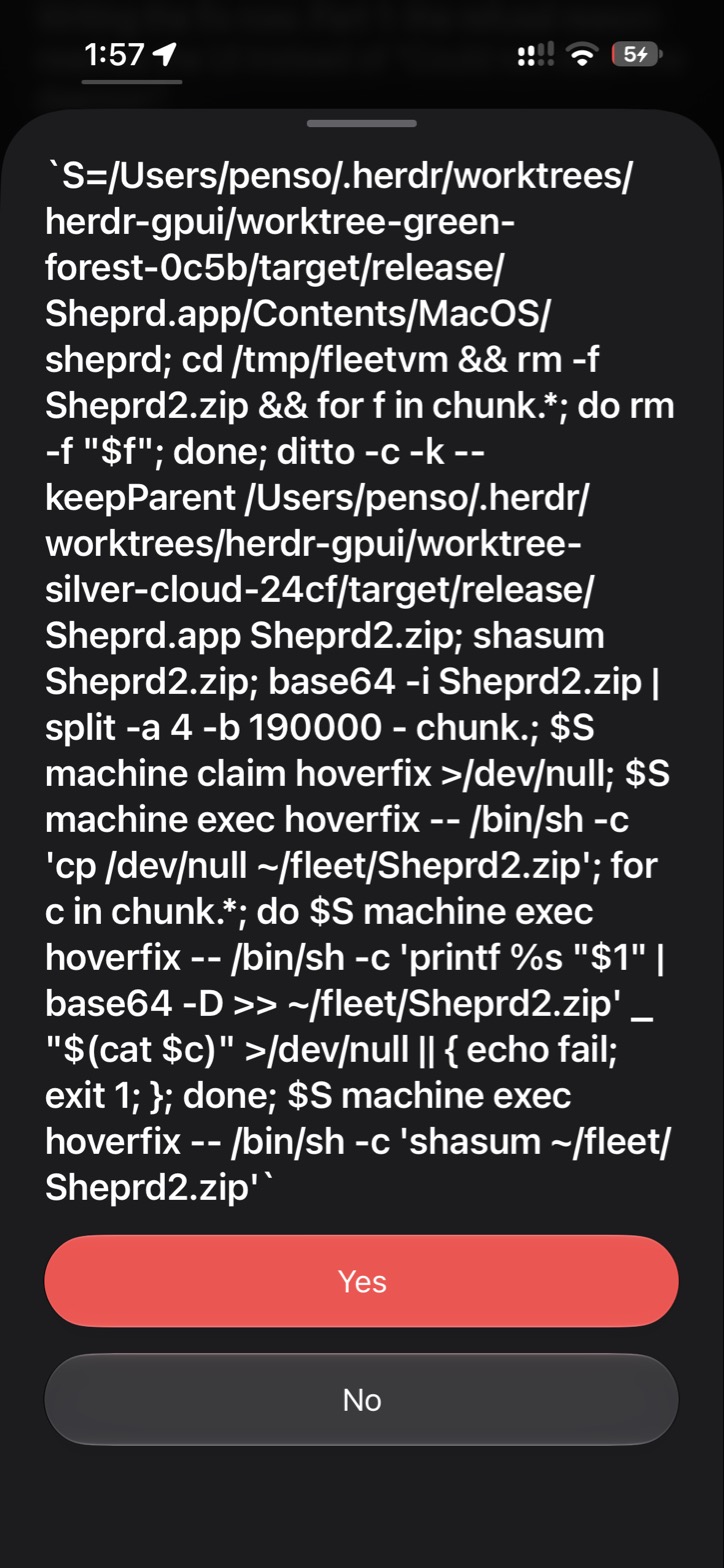 1:57
5
`S=/Users/penso/.herdr/worktrees/
herdr-gpui/worktree-green-
forest-0c5b/target/release/
Sheprd.app/Contents/MacOS/
sheprd; cd /tmp/fleetvm && rm -f
Sheprd2.zip && for f in chunk.*; do rm
-f "$f"; done; ditto -c -k --
keepParent /Users/penso/.herdr/
worktrees/herdr-gpui/worktree-
silver-cloud-24cf/target/release/
Sheprd.app Sheprd2.zip; shasum
Sheprd2.zip; base64 -i Sheprd2.zip |
split -a 4 -b 190000 - chunk.; $S
machine claim hoverfix >/dev/null; $S
machine exec hoverfix -- /bin/sh -c
'cp /dev/null ~/fleet/Sheprd2.zip'; for
c in chunk.*; do $S machine exec
hoverfix -- /bin/sh -c 'printf %s "$1" |
base64 -D >> ~/fleet/Sheprd2.zip' _
"$(cat $c)" >/dev/null || { echo fail;
exit 1; }; done; $S machine exec
hoverfix -- /bin/sh -c 'shasum ~/fleet/
Sheprd2.zip'`
Yes
No